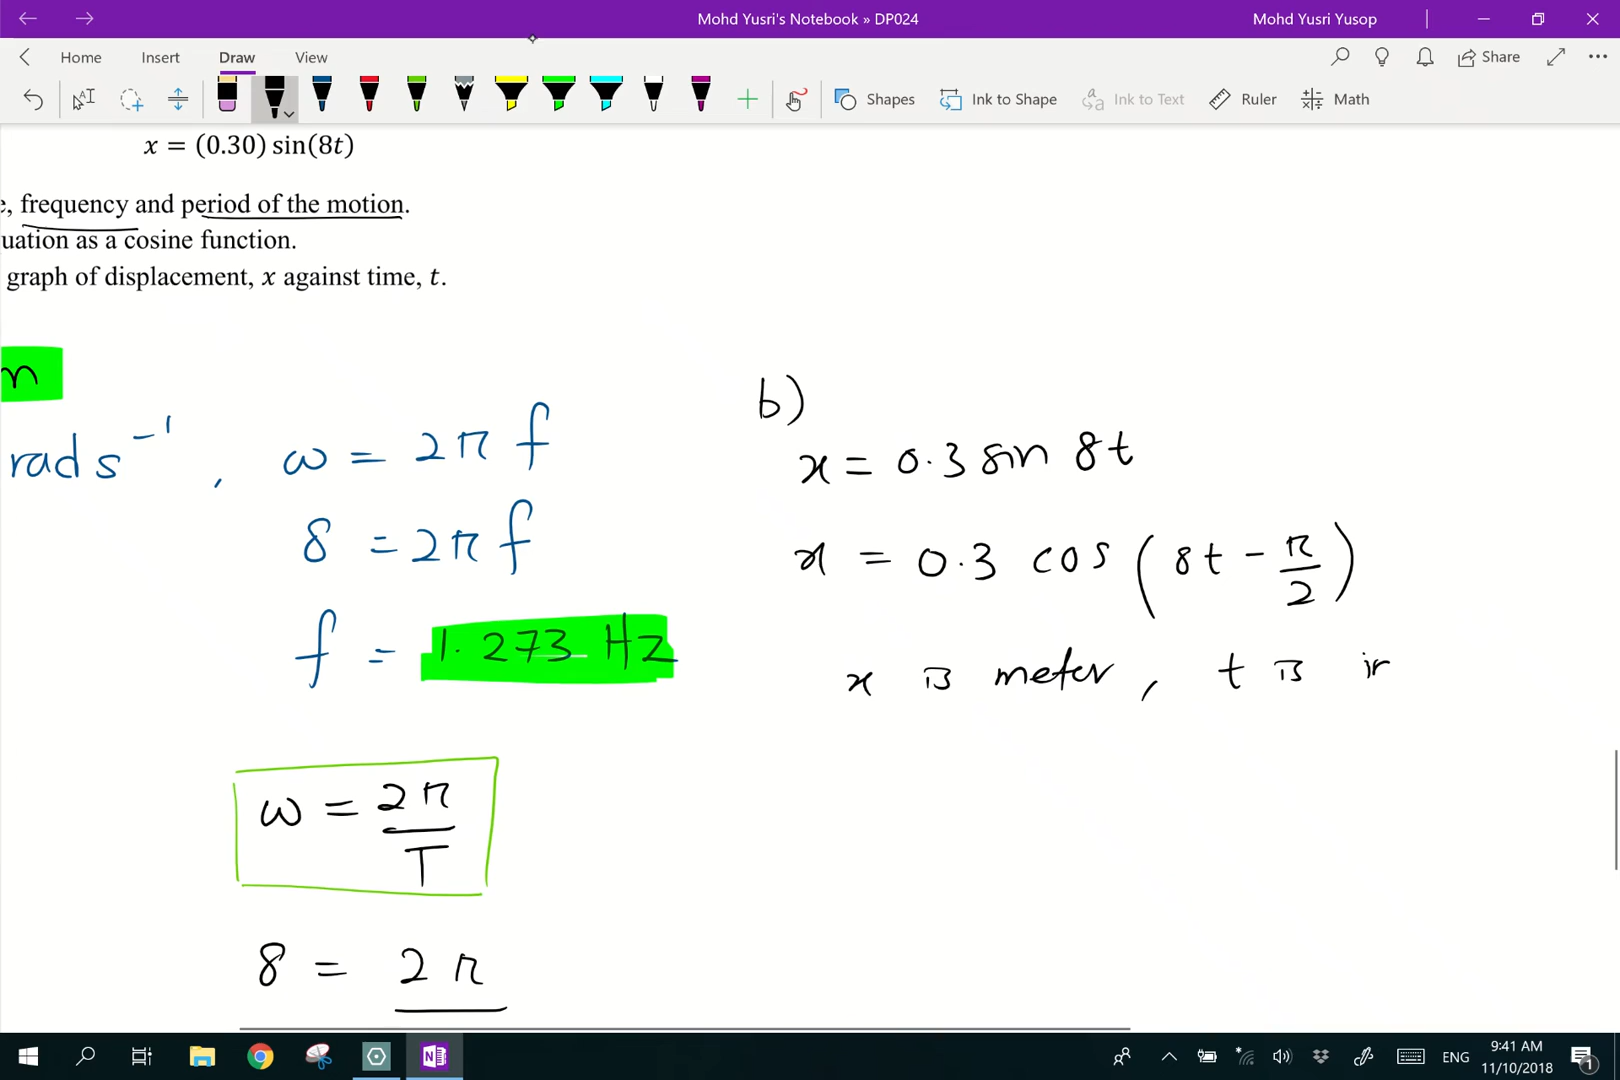 Mohd Yusri's Notebook » DP024
Mohd Yusri Yusop
Home Insert Draw View
Share
Shapes Ink to Shape Ink to Text Ruler Math
x = (0.30) sin(8t)
e, frequency and period of the motion.
uation as a cosine function.
graph of displacement, x against time, t.
n
rad s⁻¹, ω = 2π f
8 = 2π f
f = 1.273 Hz
ω = 2π/T
8 = 2π
b)
x = 0.3 sin 8t
x = 0.3 cos (8t - π/2)
x is meter, t is in
ENG
9:41 AM
11/10/2018
1